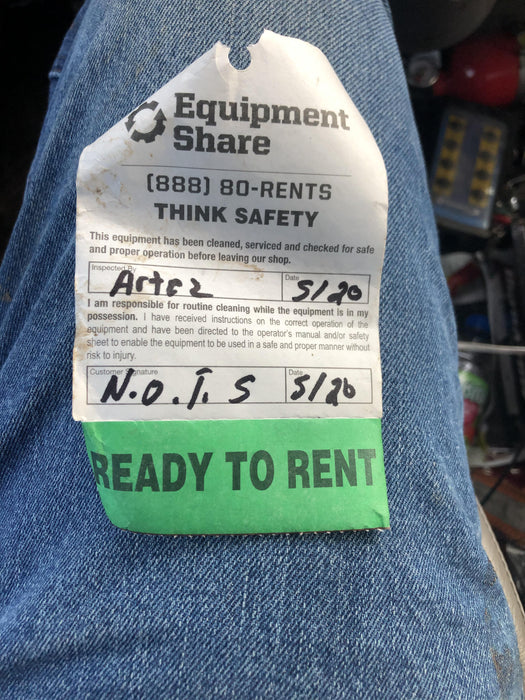 Equipment
Share
(888) 80-RENTS
THINK SAFETY
This equipment has been cleaned, serviced and checked for safe
and proper operation before leaving our shop.
Inspected By
Date
Artez
5/20
I am responsible for routine cleaning while the equipment is in my
possession. I have received instructions on the correct operation of the
equipment and have been directed to the operator's manual and/or safety
sheet to enable the equipment to be used in a safe and proper manner without
risk to injury.
Customer Signature
Date
N.O.T. S
5/20
READY TO RENT